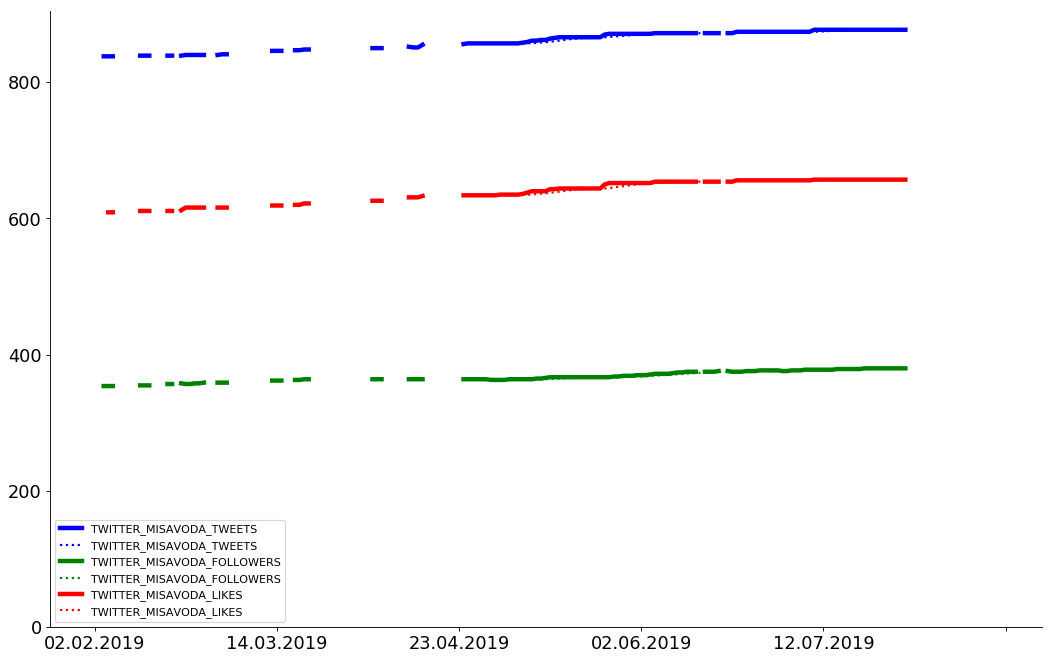 800
600
400
200
0
TWITTER_MISAVODA_TWEETS
TWITTER_MISAVODA_TWEETS
TWITTER_MISAVODA_FOLLOWERS
TWITTER_MISAVODA_FOLLOWERS
TWITTER_MISAVODA_LIKES
TWITTER_MISAVODA_LIKES
02.02.2019 14.03.2019 23.04.2019 02.06.2019 12.07.2019